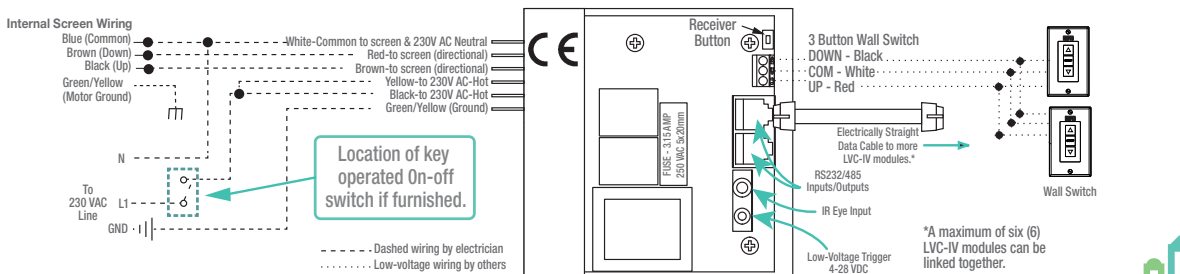 Internal Screen Wiring
Blue (Common)
Brown (Down)
Black (Up)
Green/Yellow
(Motor Ground)
White-Common to screen & 230V AC Neutral
Red-to screen (directional)
Brown-to screen (directional)
Yellow-to 230V AC-Hot
Black-to 230V AC-Hot
Green/Yellow (Ground)
N
To
230 VAC
Line
L1
GND
Location of key
operated On-off
switch if furnished.
Dashed wiring by electrician
Low-voltage wiring by others
CE
FUSE - 3.15 AMP
250 VAC 5x20mm
Receiver
Button
3 Button Wall Switch
DOWN - Black
COM - White
UP - Red
Electrically Straight
Data Cable to more
LVC-IV modules.*
RS232/485
Inputs/Outputs
IR Eye Input
Low-Voltage Trigger
4-28 VDC
Wall Switch
*A maximum of six (6)
LVC-IV modules can be
linked together.